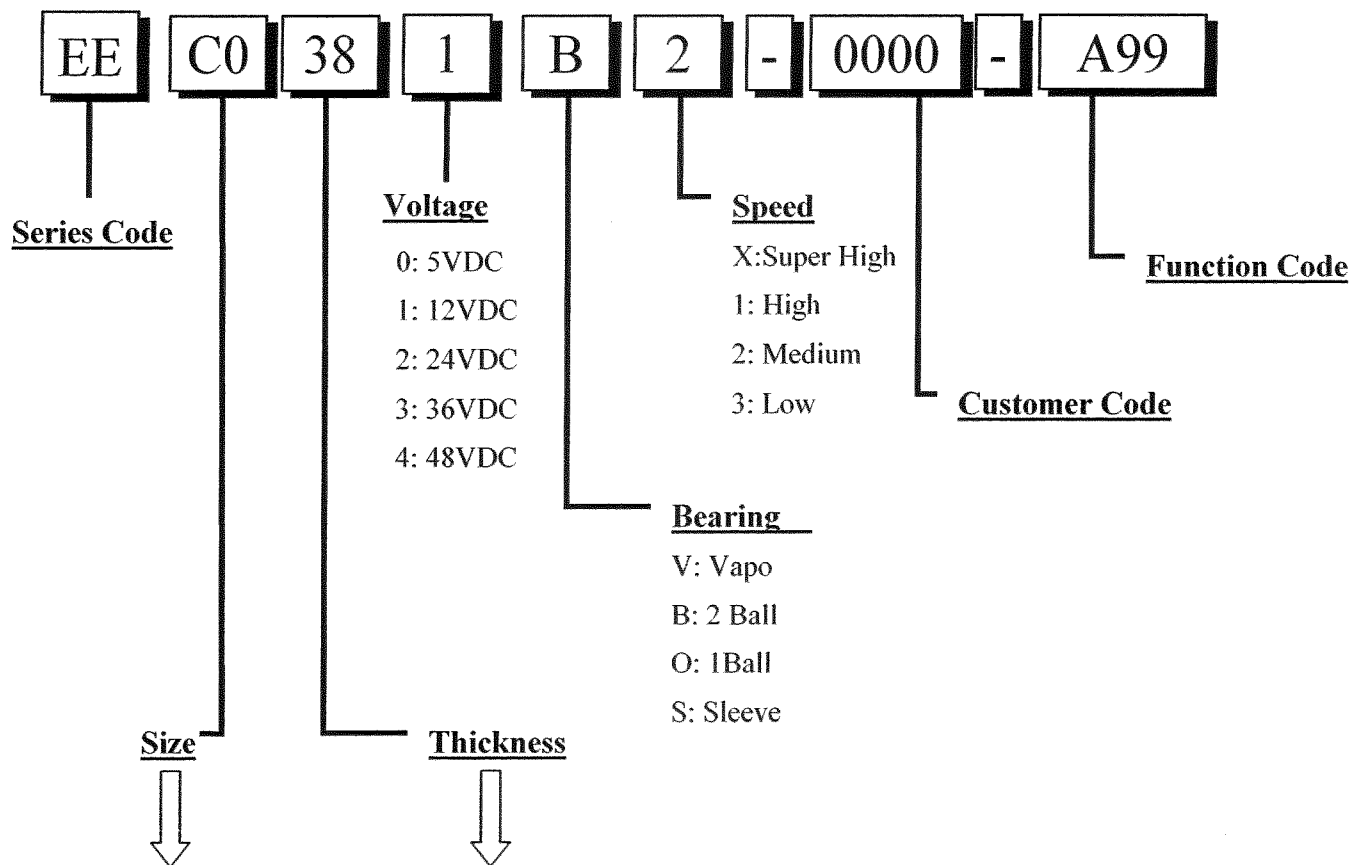 EE C0 38 1 B 2 - 0000 - A99
Series Code
Voltage
0: 5VDC
1: 12VDC
2: 24VDC
3: 36VDC
4: 48VDC
Speed
X:Super High
1: High
2: Medium
3: Low
Function Code
Customer Code
Bearing
V: Vapo
B: 2 Ball
O: 1Ball
S: Sleeve
Size
Thickness